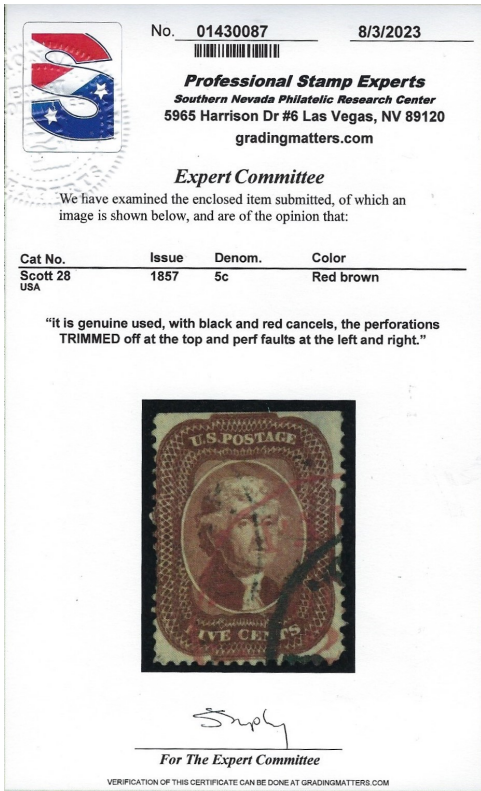 No. 01430087 8/3/2023
Professional Stamp Experts
Southern Nevada Philatelic Research Center
5965 Harrison Dr #6 Las Vegas, NV 89120
gradingmatters.com
Expert Committee
We have examined the enclosed item submitted, of which an
image is shown below, and are of the opinion that:
Cat No. Issue Denom. Color
Scott 28 1857 5c Red brown
USA
“it is genuine used, with black and red cancels, the perforations
TRIMMED off at the top and perf faults at the left and right.”
U.S. POSTAGE
IVE CENTS
For The Expert Committee
VERIFICATION OF THIS CERTIFICATE CAN BE DONE AT GRADINGMATTERS.COM